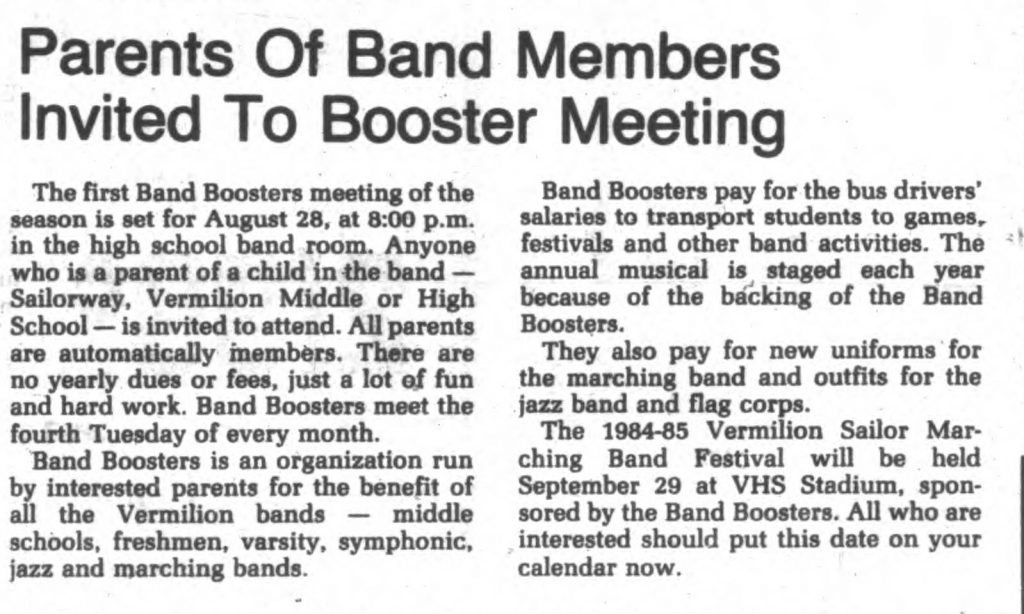 Parents Of Band Members
Invited To Booster Meeting
The first Band Boosters meeting of the
season is set for August 28, at 8:00 p.m.
in the high school band room. Anyone
who is a parent of a child in the band —
Sailorway, Vermilion Middle or High
School — is invited to attend. All parents
are automatically members. There are
no yearly dues or fees, just a lot of fun
and hard work. Band Boosters meet the
fourth Tuesday of every month.
Band Boosters is an organization run
by interested parents for the benefit of
all the Vermilion bands — middle
schools, freshmen, varsity, symphonic,
jazz and marching bands.
Band Boosters pay for the bus drivers'
salaries to transport students to games,
festivals and other band activities. The
annual musical is staged each year
because of the backing of the Band
Boosters.
They also pay for new uniforms for
the marching band and outfits for the
jazz band and flag corps.
The 1984-85 Vermilion Sailor Mar-
ching Band Festival will be held
September 29 at VHS Stadium, spon-
sored by the Band Boosters. All who are
interested should put this date on your
calendar now.